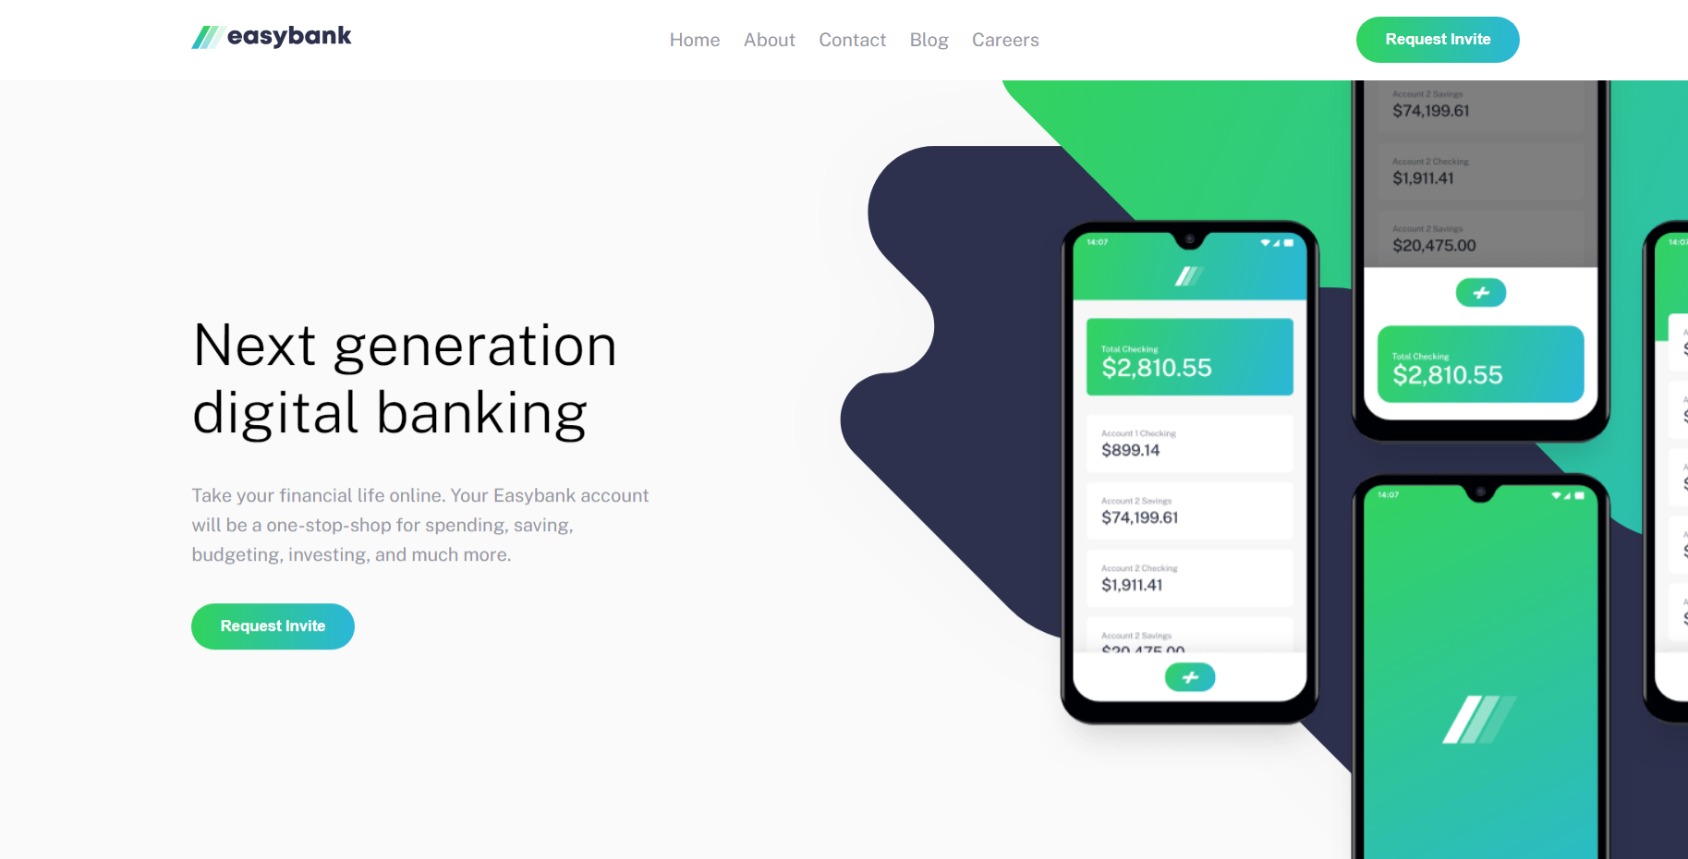 easybank
Home About Contact Blog Careers
Request Invite
Next generation
digital banking
Take your financial life online. Your Easybank account
will be a one-stop-shop for spending, saving,
budgeting, investing, and much more.
Request Invite
14:07
Total Checking
$2,810.55
Account 1 Checking
$899.14
Account 2 Savings
$74,199.61
Account 2 Checking
$1,911.41
Account 2 Savings
$20,475.00
Account 2 Savings
$74,199.61
Account 2 Checking
$1,911.41
Account 2 Savings
$20,475.00
Total Checking
$2,810.55
14:07
14:07
A
$
A
$
A
$
A
$
A
$